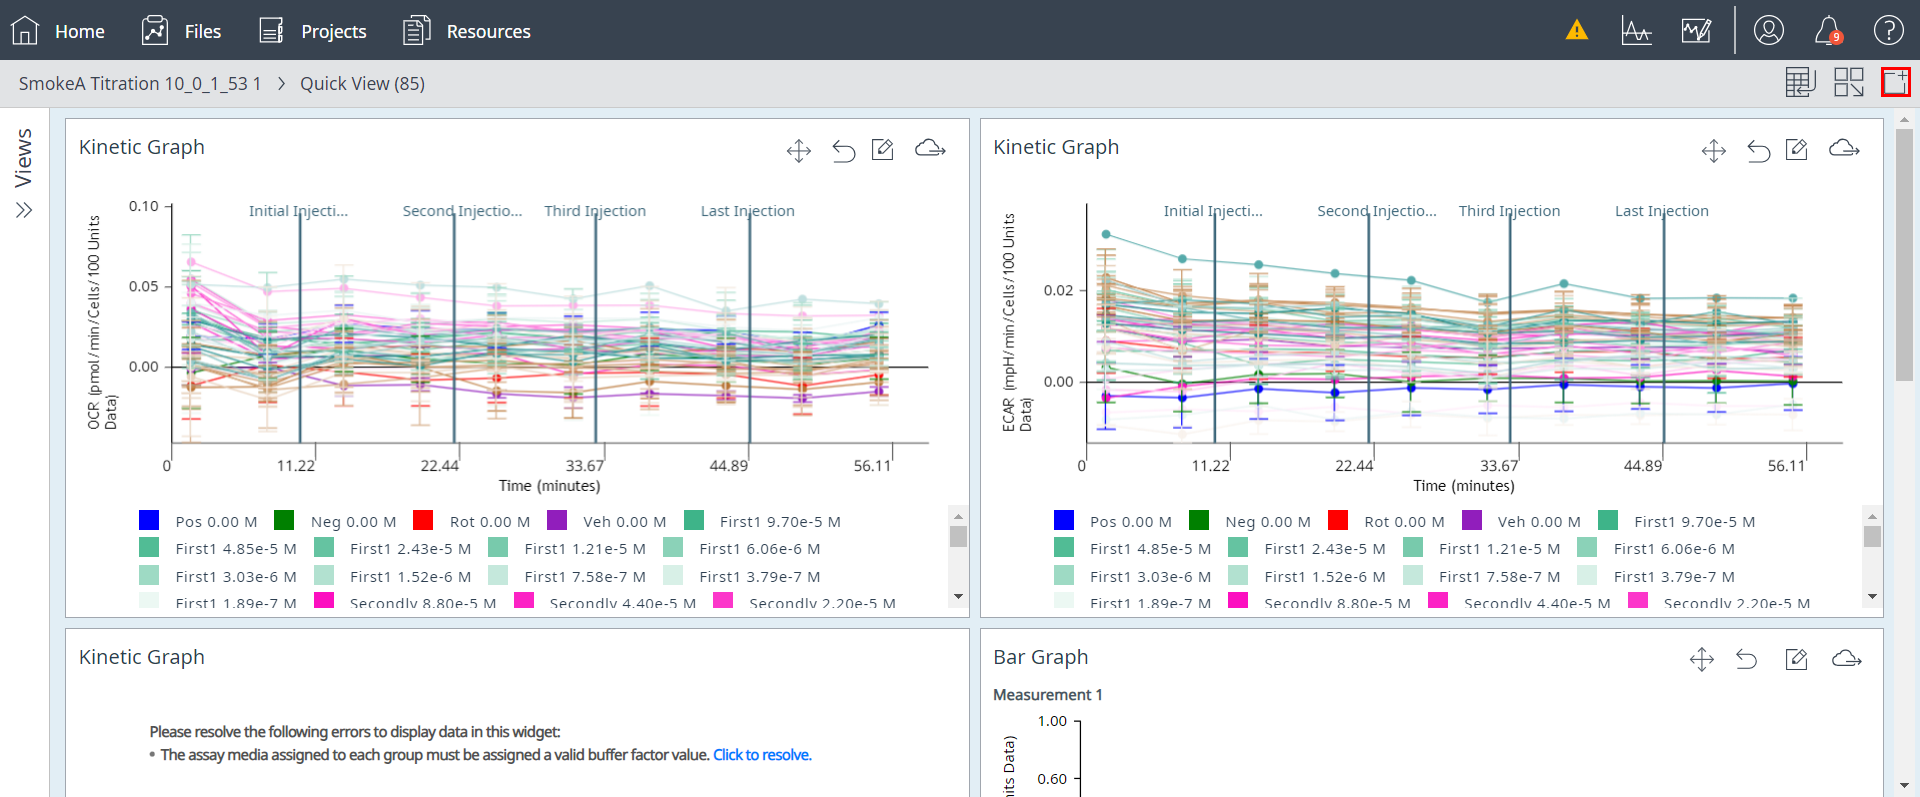 Home Files Projects Resources
9
SmokeA Titration 10_0_1_53 1 > Quick View (85)
Views
Kinetic Graph
0.10
0.05
0.00
OCR (pmol/min/Cells/100 Units Data)
Initial Injecti... Second Injectio... Third Injection Last Injection
0 11.22 22.44 33.67 44.89 56.11
Time (minutes)
Pos 0.00 M Neg 0.00 M Rot 0.00 M Veh 0.00 M First1 9.70e-5 M
First1 4.85e-5 M First1 2.43e-5 M First1 1.21e-5 M First1 6.06e-6 M
First1 3.03e-6 M First1 1.52e-6 M First1 7.58e-7 M First1 3.79e-7 M
First1 1.89e-7 M Secondly 8.80e-5 M Secondly 4.40e-5 M Secondly 2.20e-5 M
Kinetic Graph
0.02
0.00
ECAR (mpH/min/Cells/100 Units Data)
Initial Injecti... Second Injectio... Third Injection Last Injection
0 11.22 22.44 33.67 44.89 56.11
Time (minutes)
Pos 0.00 M Neg 0.00 M Rot 0.00 M Veh 0.00 M First1 9.70e-5 M
First1 4.85e-5 M First1 2.43e-5 M First1 1.21e-5 M First1 6.06e-6 M
First1 3.03e-6 M First1 1.52e-6 M First1 7.58e-7 M First1 3.79e-7 M
First1 1.89e-7 M Secondly 8.80e-5 M Secondly 4.40e-5 M Secondly 2.20e-5 M
Kinetic Graph
Please resolve the following errors to display data in this widget:
• The assay media assigned to each group must be assigned a valid buffer factor value. Click to resolve.
Bar Graph
Measurement 1
1.00
0.60
nits Data)